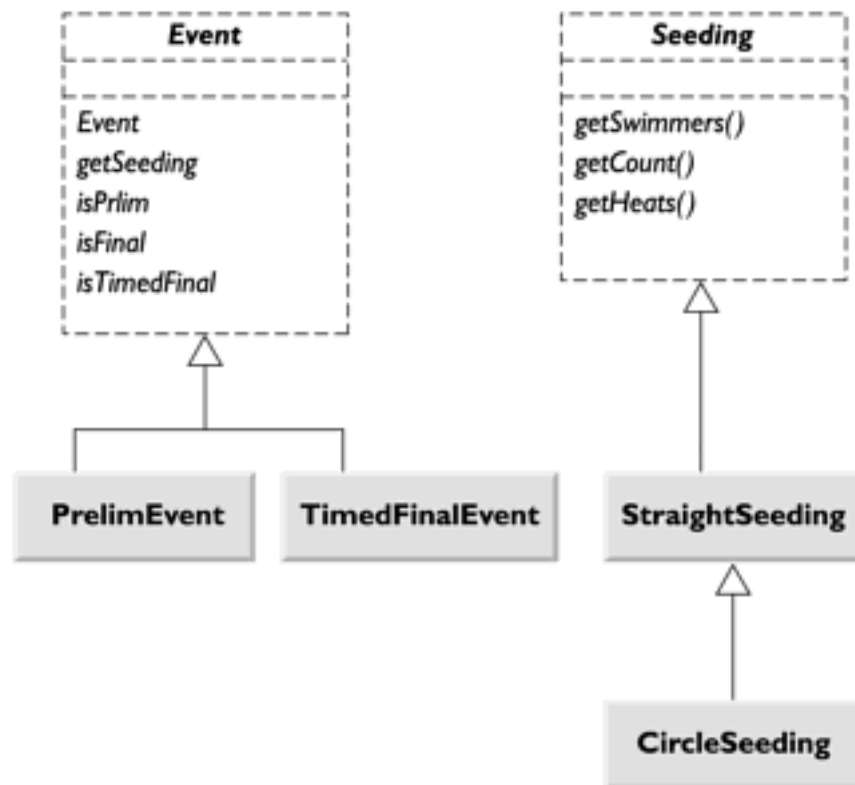 Event
Event
getSeeding
isPrlim
isFinal
isTimedFinal
PrelimEvent
TimedFinalEvent
Seeding
getSwimmers()
getCount()
getHeats()
StraightSeeding
CircleSeeding